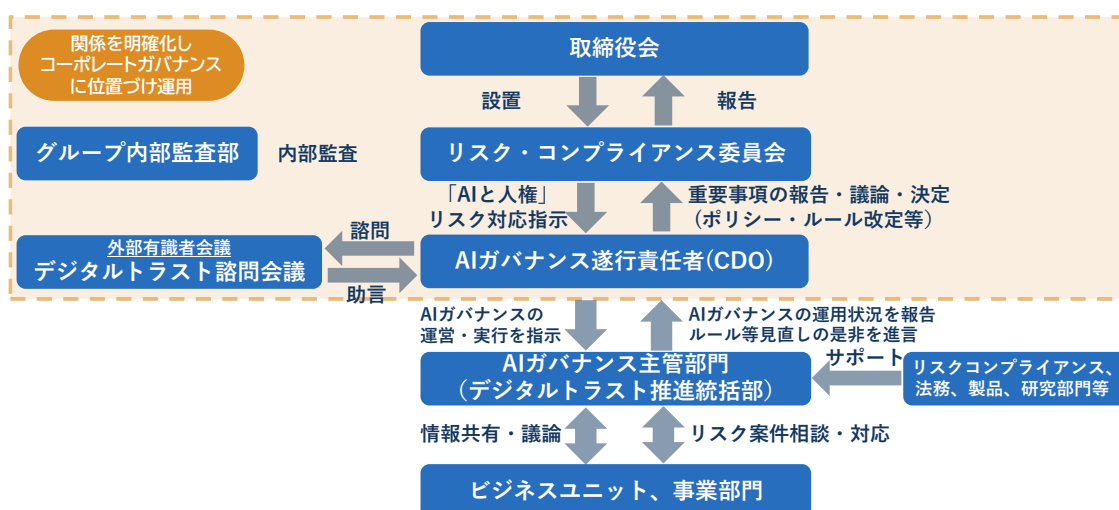 関係を明確化し
コーポレートガバナンス
に位置づけ運用
取締役会
設置
報告
グループ内部監査部
内部監査
リスク・コンプライアンス委員会
「AIと人権」
リスク対応指示
重要事項の報告・議論・決定
（ポリシー・ルール改定等）
外部有識者会議
デジタルトラスト諮問会議
諮問
助言
AIガバナンス遂行責任者(CDO)
AIガバナンスの
運営・実行を指示
AIガバナンスの運用状況を報告
ルール等見直しの是非を進言
AIガバナンス主管部門
（デジタルトラスト推進統括部）
サポート
リスクコンプライアンス、
法務、製品、研究部門等
情報共有・議論
リスク案件相談・対応
ビジネスユニット、事業部門